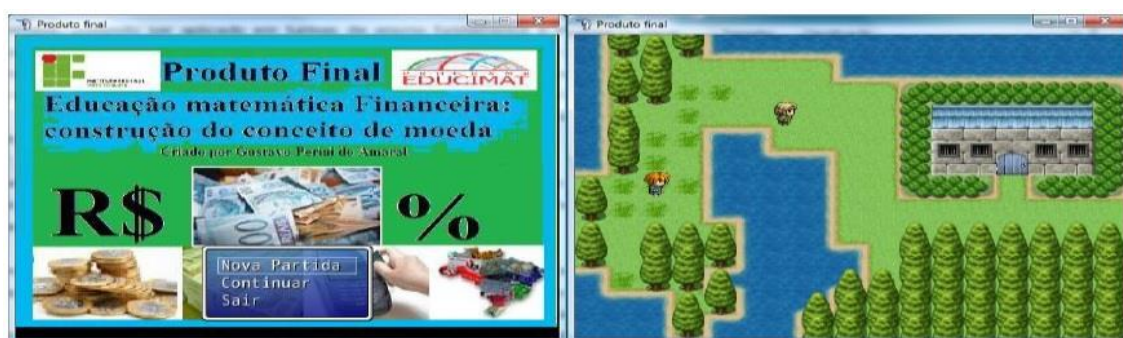 Produto final
Produto Final
EDUCIMAT
Educação matemática Financeira:
construção do conceito de moeda
Criado por Gustavo Perini do Amaral
R$ %
Nova Partida
Continuar
Sair
Produto final